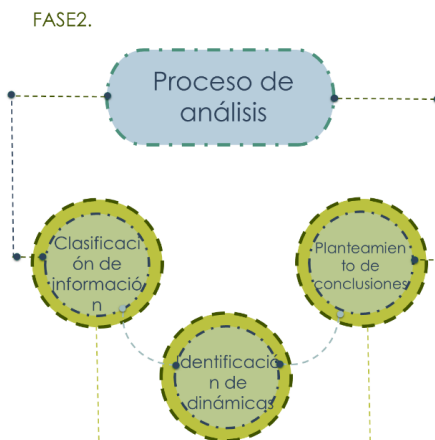 FASE2.
Proceso de
análisis
Clasificaci
ón de
informació
n
Planteamien
to de
conclusiones
Identificació
n de
dinámicas